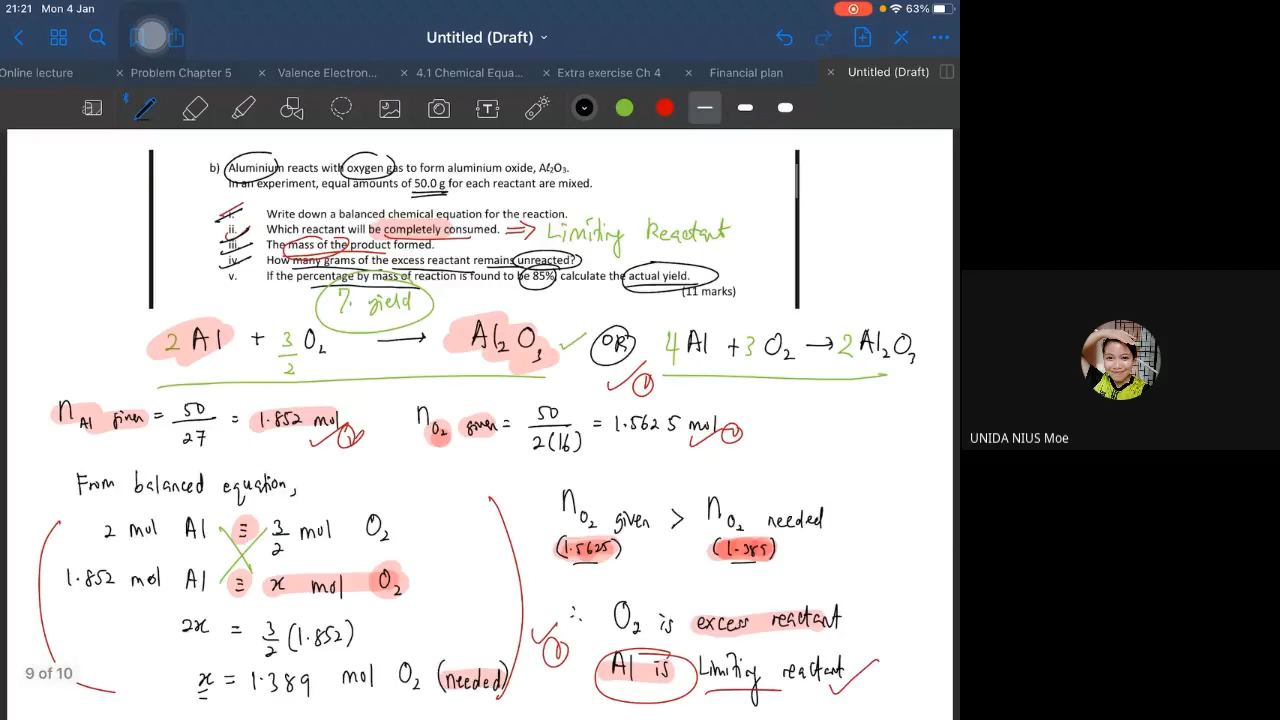 21:21 Mon 4 Jan 63%
Untitled (Draft)
Online lecture Problem Chapter 5 Valence Electron... 4.1 Chemical Equa... Extra exercise Ch 4 Financial plan Untitled (Draft)
b) Aluminium reacts with oxygen gas to form aluminium oxide, Al₂O₃.
In an experiment, equal amounts of 50.0 g for each reactant are mixed.
i. Write down a balanced chemical equation for the reaction.
ii. Which reactant will be completely consumed. ⇒ Limiting Reactant
iii The mass of the product formed.
iv. How many grams of the excess reactant remains unreacted?
v. If the percentage by mass of reaction is found to be 85%, calculate the actual yield.
(11 marks)
% yield
2 Al + 3/2 O₂ → Al₂O₃ ✓ OR 4Al + 3O₂ → 2Al₂O₃
✓ ①
n Al given = 50/27 = 1.852 mol ✓ ① n O₂ given = 50/2(16) = 1.5625 mol ✓ ①
From balanced equation,
2 mol Al ≡ 3/2 mol O₂
1.852 mol Al ≡ x mol O₂
2x = 3/2 (1.852)
x = 1.389 mol O₂ (needed)
n O₂ given > n O₂ needed
(1.5625) (1.389)
∴ O₂ is excess reactant
✓ ① Al is Limiting reactant ✓
9 of 10
UNIDA NIUS Moe